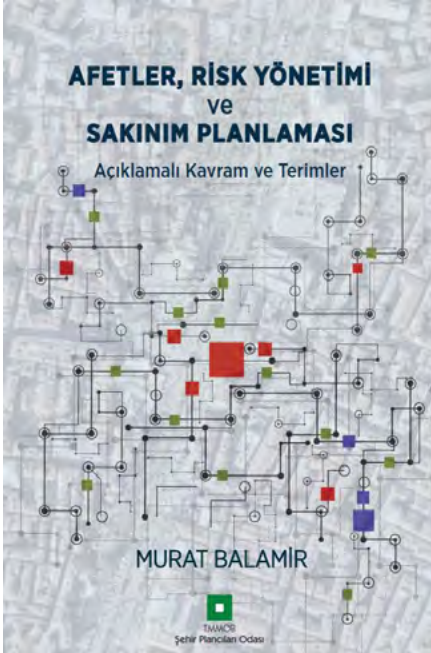 AFETLER, RİSK YÖNETİMİ
ve
SAKINIM PLANLAMASI
Açıklamalı Kavram ve Terimler
MURAT BALAMİR
TMMOB
Şehir Plancıları Odası